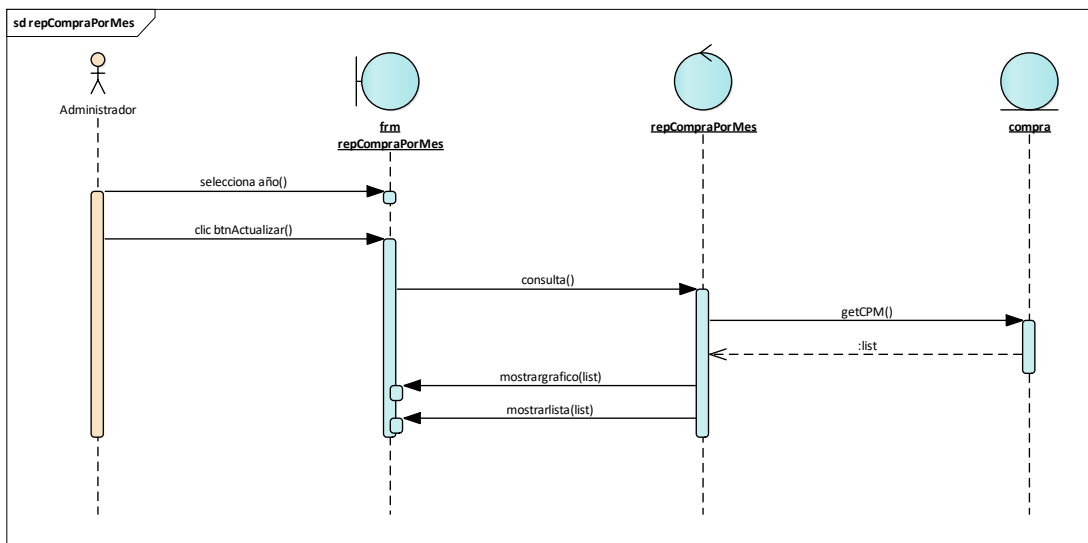 sd repCompraPorMes
Administrador
frm
repCompraPorMes
repCompraPorMes
compra
selecciona año()
clic btnActualizar()
consulta()
getCPM()
:list
mostrargrafico(list)
mostrarlista(list)